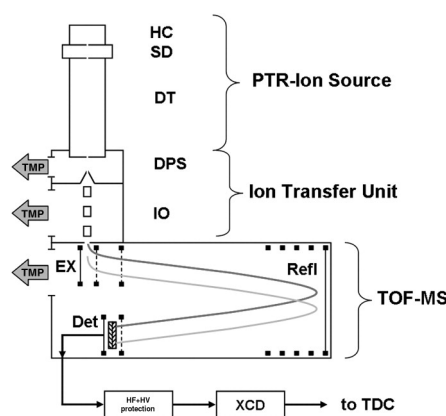 HC
SD
PTR-Ion Source
DT
DPS
TMP
Ion Transfer Unit
IO
TMP
EX
TMP
Refl
TOF-MS
Det
HF+HV
protection
XCD
to TDC